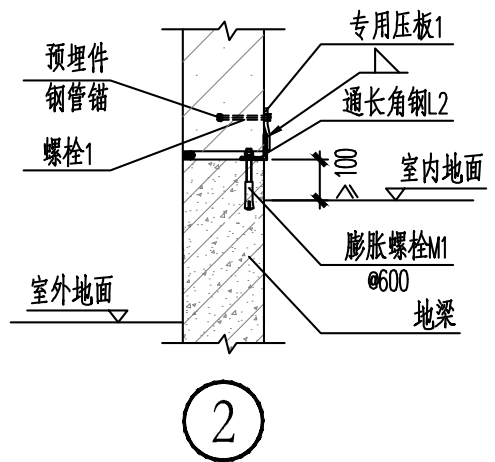 专用压板1
预埋件
钢管锚
通长角钢L2
螺栓1
100
室内地面
膨胀螺栓M1
@600
室外地面
地梁
2